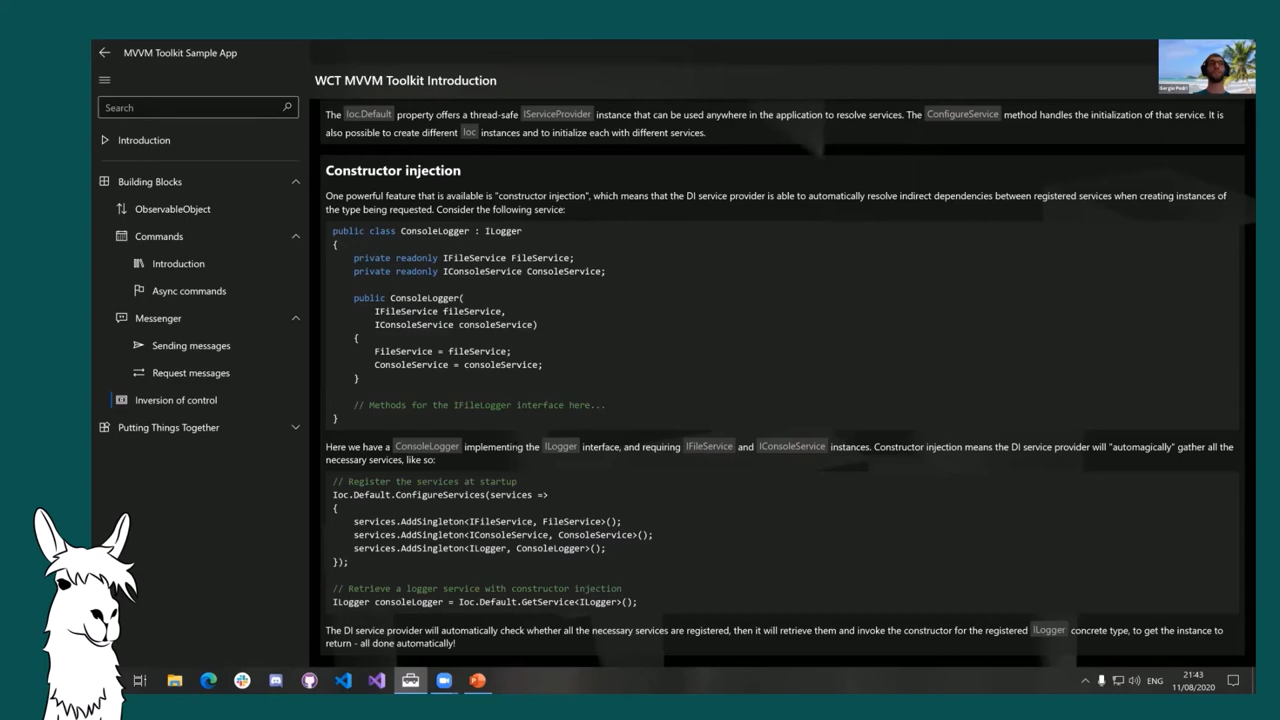 MVVM Toolkit Sample App
Search
Introduction
Building Blocks
ObservableObject
Commands
Introduction
Async commands
Messenger
Sending messages
Request messages
Inversion of control
Putting Things Together
WCT MVVM Toolkit Introduction
The Ioc.Default property offers a thread-safe IServiceProvider instance that can be used anywhere in the application to resolve services. The ConfigureService method handles the initialization of that service. It is
also possible to create different Ioc instances and to initialize each with different services.
Constructor injection
One powerful feature that is available is "constructor injection", which means that the DI service provider is able to automatically resolve indirect dependencies between registered services when creating instances of
the type being requested. Consider the following service:
public class ConsoleLogger : ILogger
{
private readonly IFileService FileService;
private readonly IConsoleService ConsoleService;
public ConsoleLogger(
IFileService fileService,
IConsoleService consoleService)
{
FileService = fileService;
ConsoleService = consoleService;
}
// Methods for the IFileLogger interface here...
}
Here we have a ConsoleLogger implementing the ILogger interface, and requiring IFileService and IConsoleService instances. Constructor injection means the DI service provider will "automagically" gather all the
necessary services, like so:
// Register the services at startup
Ioc.Default.ConfigureServices(services =>
{
services.AddSingleton<IFileService, FileService>();
services.AddSingleton<IConsoleService, ConsoleService>();
services.AddSingleton<ILogger, ConsoleLogger>();
});
// Retrieve a logger service with constructor injection
ILogger consoleLogger = Ioc.Default.GetService<ILogger>();
The DI service provider will automatically check whether all the necessary services are registered, then it will retrieve them and invoke the constructor for the registered ILogger concrete type, to get the instance to
return - all done automatically!
Sergio Pedri
ENG
21:43
11/08/2020